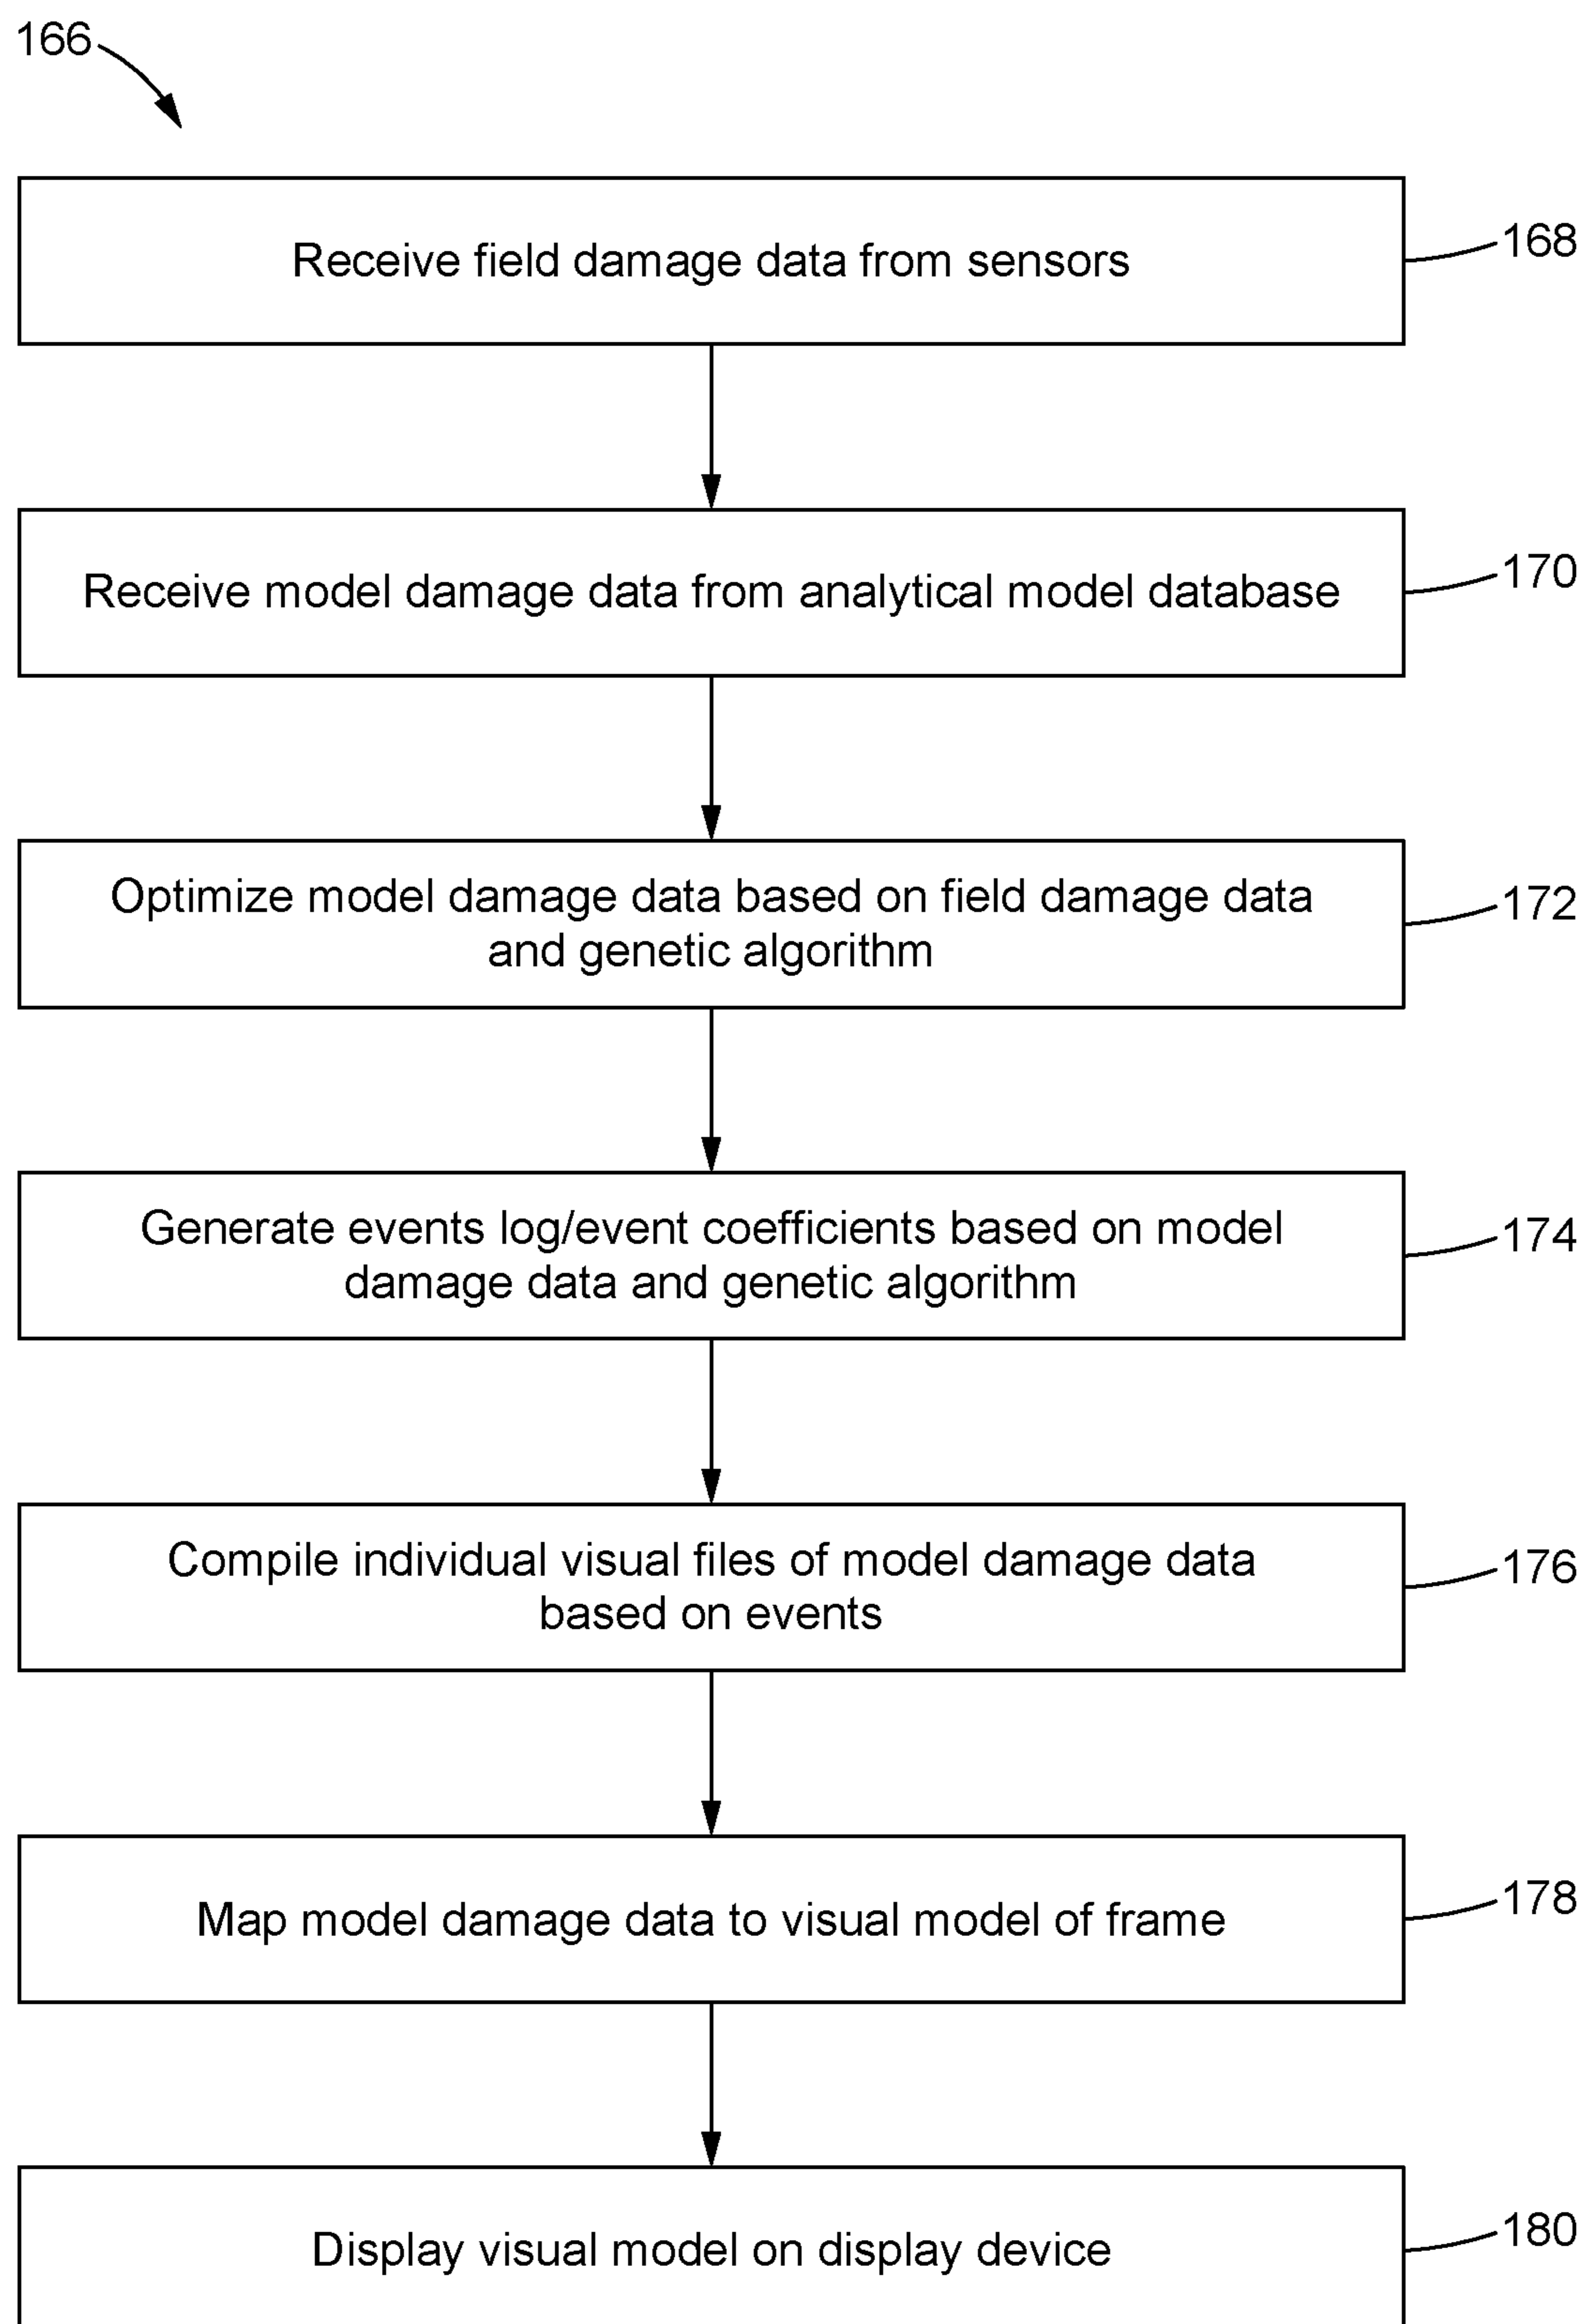 166
Receive field damage data from sensors
168
Receive model damage data from analytical model database
170
Optimize model damage data based on field damage data
and genetic algorithm
172
Generate events log/event coefficients based on model
damage data and genetic algorithm
174
Compile individual visual files of model damage data
based on events
176
Map model damage data to visual model of frame
178
Display visual model on display device
180